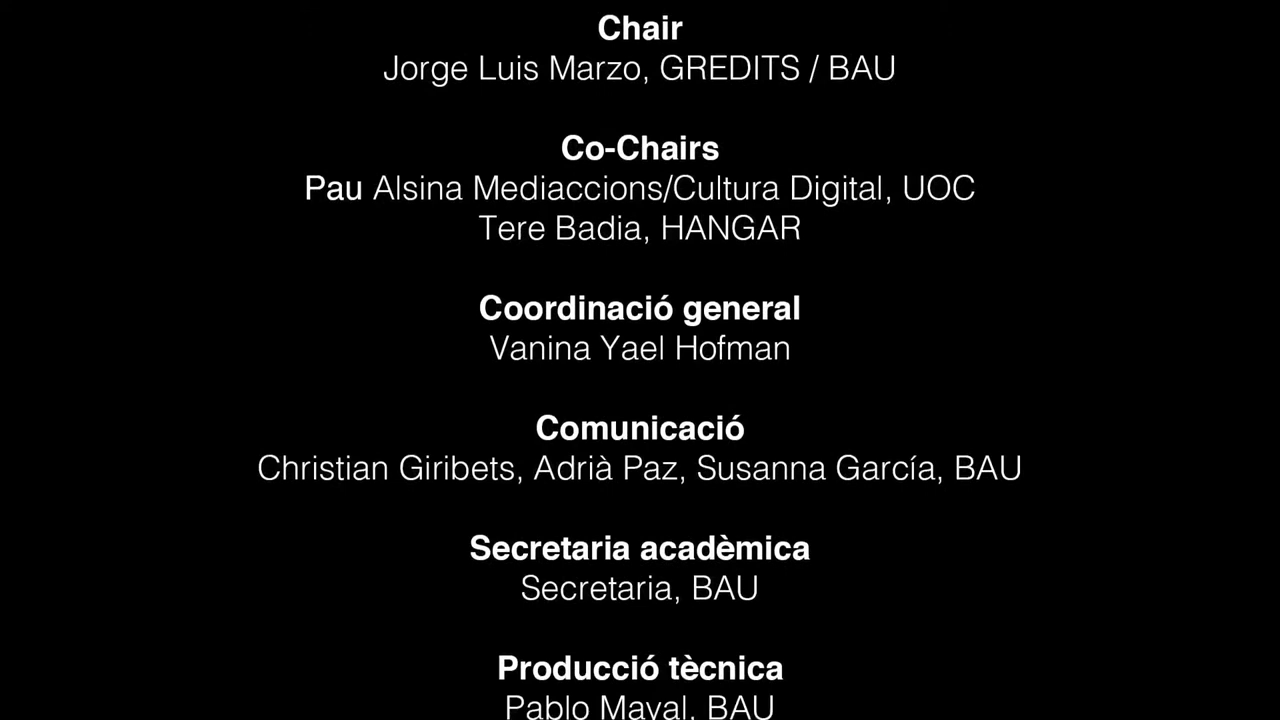 Chair
Jorge Luis Marzo, GREDITS / BAU
Co-Chairs
Pau Alsina Mediaccions/Cultura Digital, UOC
Tere Badia, HANGAR
Coordinació general
Vanina Yael Hofman
Comunicació
Christian Giribets, Adrià Paz, Susanna García, BAU
Secretaria acadèmica
Secretaria, BAU
Producció tècnica
Pablo Mayal, BAU